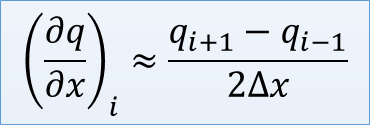 (∂q/∂x)_i ≈ (q_{i+1} − q_{i−1})/(2Δx)